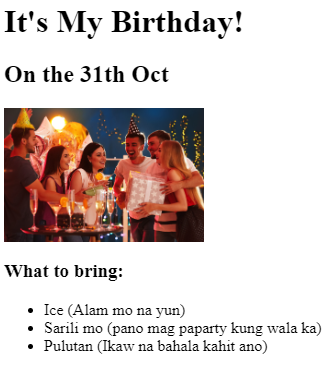 It's My Birthday!
On the 31th Oct
What to bring:
Ice (Alam mo na yun)
Sarili mo (pano mag paparty kung wala ka)
Pulutan (Ikaw na bahala kahit ano)